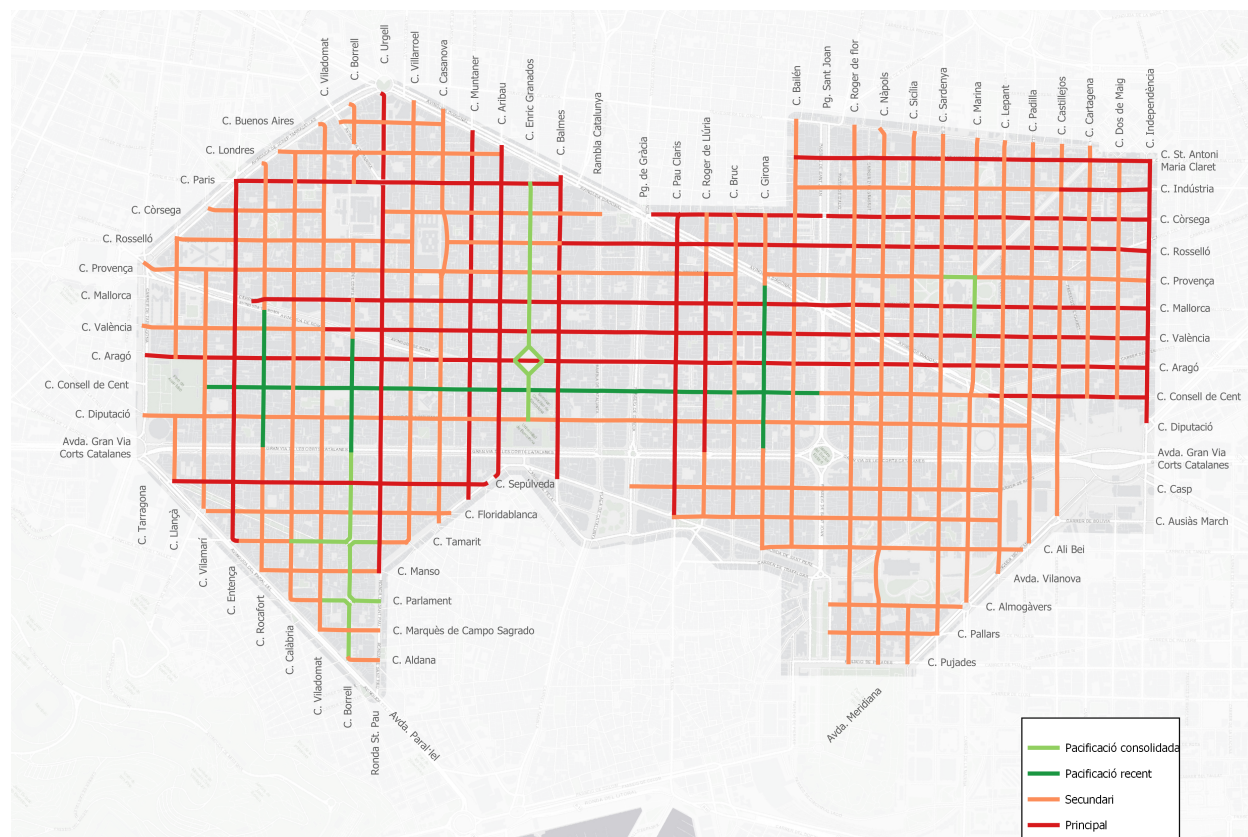 C. Viladomat
C. Borrell
C. Urgell
C. Villarroel
C. Casanova
C. Muntaner
C. Aribau
C. Enric Granados
C. Balmes
Rambla Catalunya
Pg. de Gràcia
C. Pau Claris
C. Roger de Llúria
C. Bruc
C. Girona
C. Bailén
Pg. Sant Joan
C. Roger de flor
C. Nàpols
C. Sicília
C. Sardenya
C. Marina
C. Lepant
C. Padilla
C. Castillejos
C. Cartagena
C. Dos de Maig
C. Independència
C. Buenos Aires
C. Londres
C. Paris
C. Còrsega
C. Rosselló
C. Provença
C. Mallorca
C. València
C. Aragó
C. Consell de Cent
C. Diputació
Avda. Gran Via
Corts Catalanes
C. St. Antoni
Maria Claret
C. Indústria
C. Còrsega
C. Rosselló
C. Provença
C. Mallorca
C. València
C. Aragó
C. Consell de Cent
C. Diputació
Avda. Gran Via
Corts Catalanes
C. Casp
C. Ausiàs March
C. Ali Bei
Avda. Vilanova
C. Almogàvers
C. Pallars
C. Pujades
Avda. Meridiana
C. Sepúlveda
C. Floridablanca
C. Tamarit
C. Manso
C. Parlament
C. Marquès de Campo Sagrado
C. Aldana
C. Tarragona
C. Llançà
C. Vilamarí
C. Entença
C. Rocafort
C. Calàbria
C. Viladomat
C. Borrell
Ronda St. Pau
Avda. Paral·lel
Pacificació consolidada
Pacificació recent
Secundari
Principal